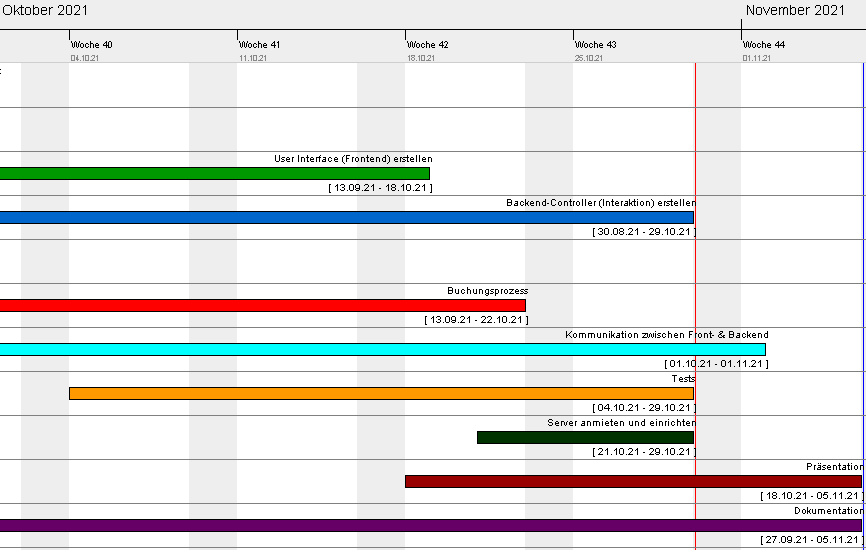 Oktober 2021
November 2021
Woche 40
Woche 41
Woche 42
Woche 43
Woche 44
04.10.21
11.10.21
18.10.21
25.10.21
01.11.21
User Interface (Frontend) erstellen
[ 13.09.21 - 18.10.21 ]
Backend-Controller (Interaktion) erstellen
[ 30.08.21 - 29.10.21 ]
Buchungsprozess
[ 13.09.21 - 22.10.21 ]
Kommunikation zwischen Front- & Backend
[ 01.10.21 - 01.11.21 ]
Tests
[ 04.10.21 - 29.10.21 ]
Server anmieten und einrichten
[ 21.10.21 - 29.10.21 ]
Präsentation
[ 18.10.21 - 05.11.21 ]
Dokumentation
[ 27.09.21 - 05.11.21 ]